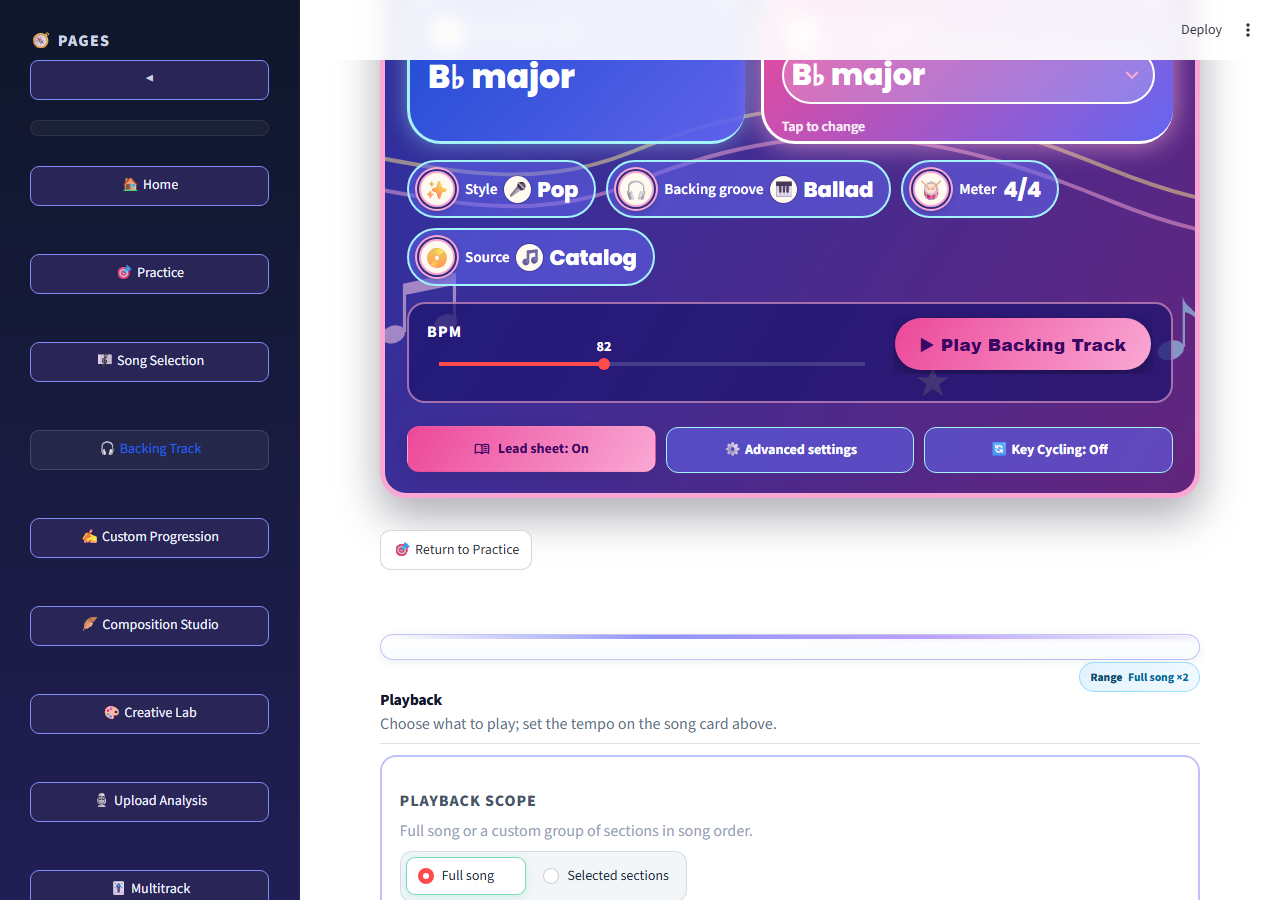 Deploy
PAGES
Home
Practice
Song Selection
Backing Track
Custom Progression
Composition Studio
Creative Lab
Upload Analysis
Multitrack
B♭ major
B♭ major
Tap to change
Style Pop
Backing groove Ballad
Meter 4/4
Source Catalog
BPM
82
Play Backing Track
Lead sheet: On
Advanced settings
Key Cycling: Off
Return to Practice
Range Full song ×2
Playback
Choose what to play; set the tempo on the song card above.
PLAYBACK SCOPE
Full song or a custom group of sections in song order.
Full song
Selected sections